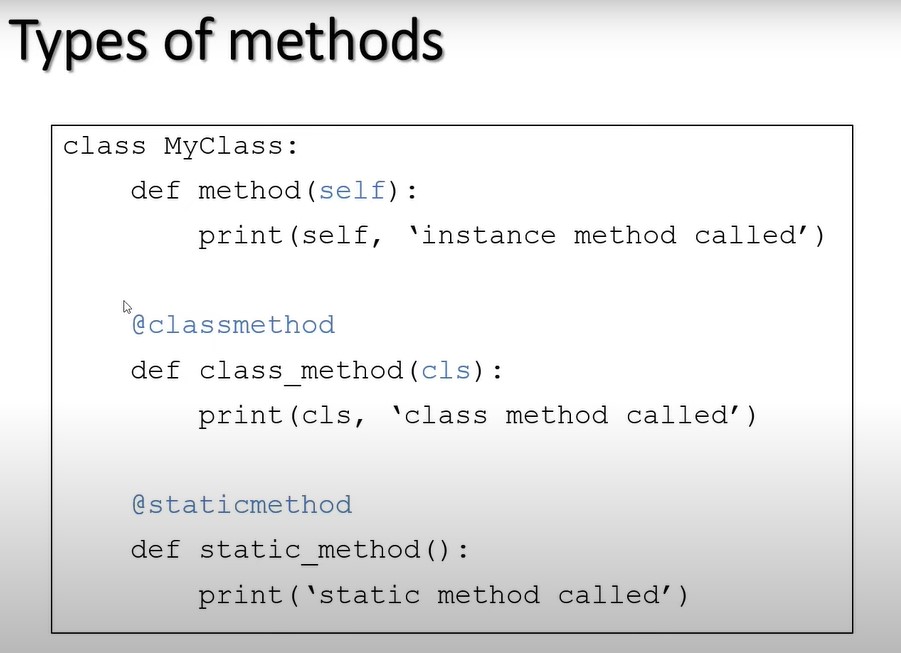 Types of methods
class MyClass:
    def method(self):
        print(self, ‘instance method called’)
    @classmethod
    def class_method(cls):
        print(cls, ‘class method called’)
    @staticmethod
    def static_method():
        print(‘static method called’)